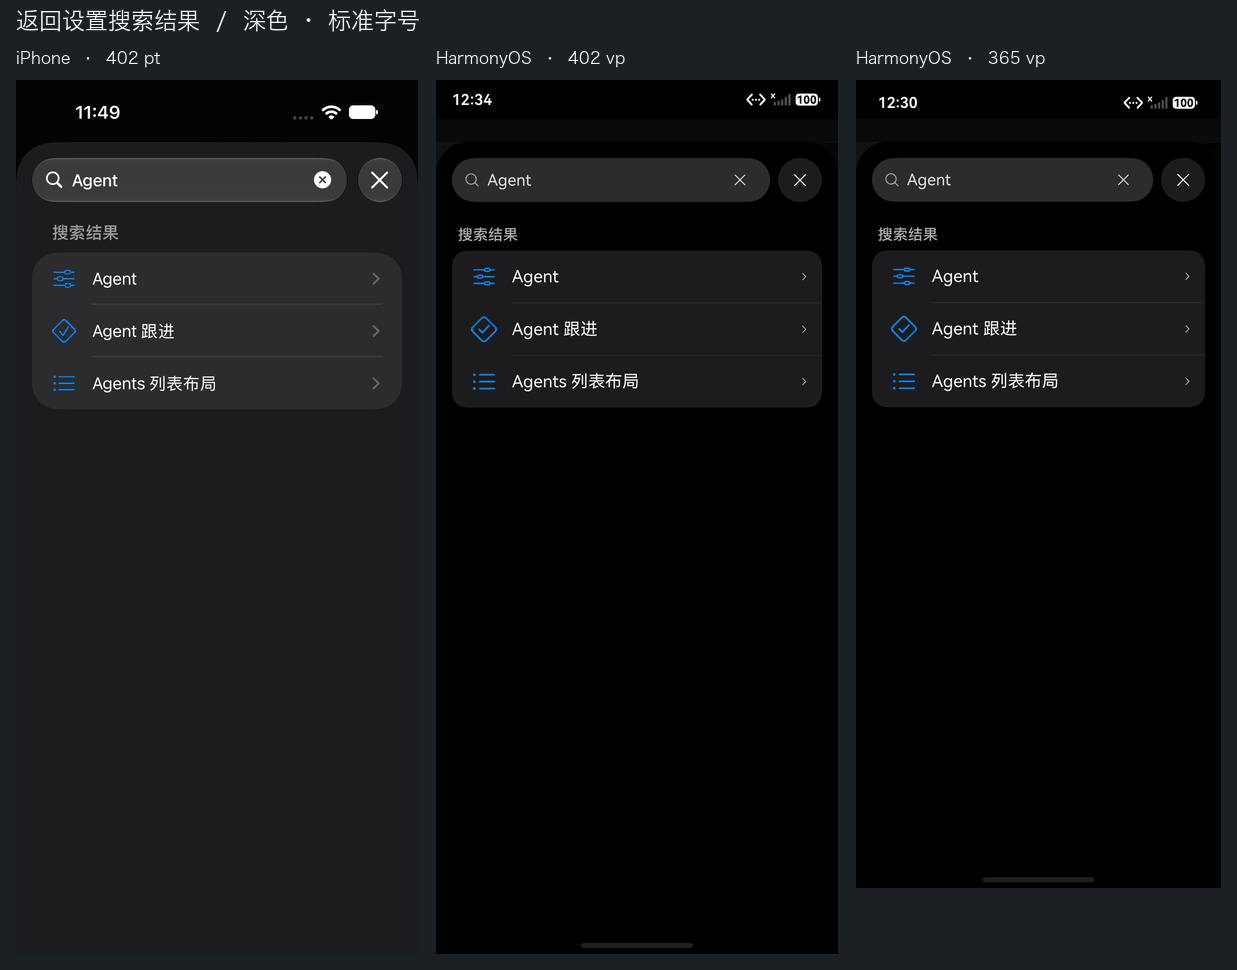 返回设置搜索结果 / 深色 · 标准字号
iPhone · 402 pt
11:49
Agent
搜索结果
Agent
Agent 跟进
Agents 列表布局
HarmonyOS · 402 vp
12:34
100
Agent
搜索结果
Agent
Agent 跟进
Agents 列表布局
HarmonyOS · 365 vp
12:30
100
Agent
搜索结果
Agent
Agent 跟进
Agents 列表布局